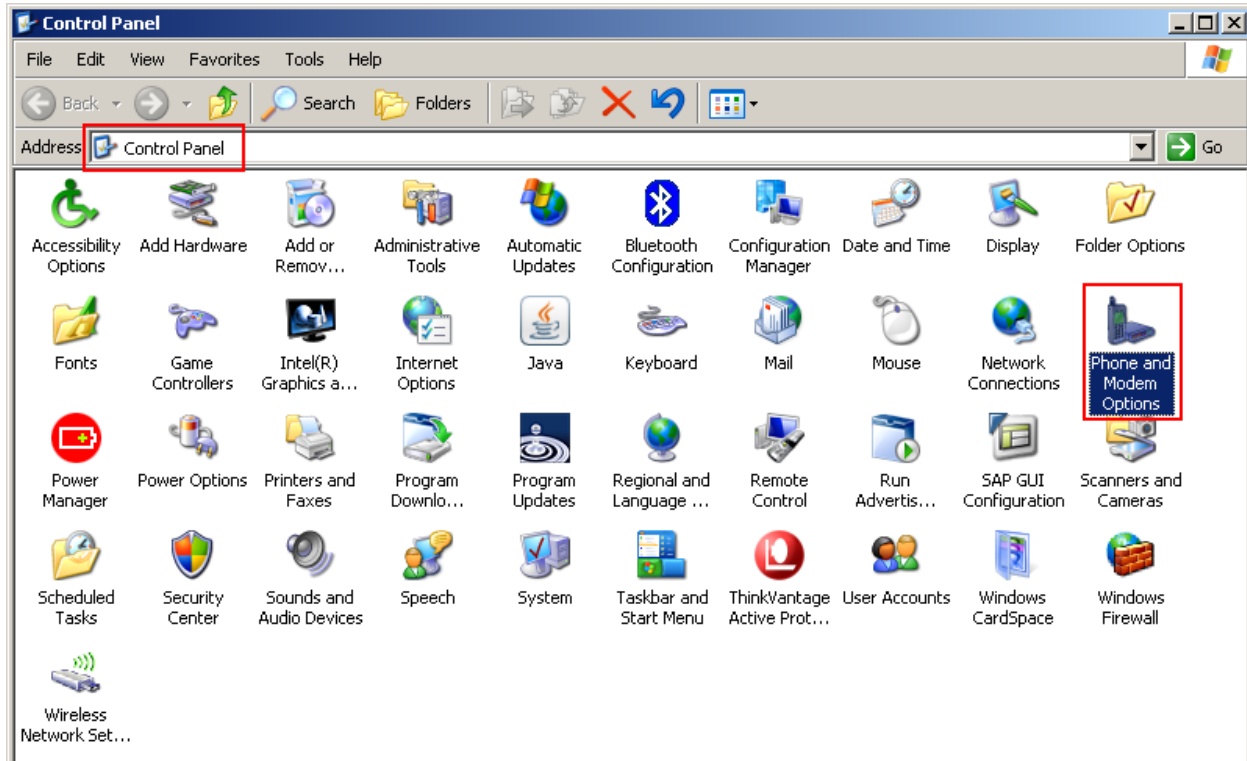 Control Panel
File Edit View Favorites Tools Help
Back Search Folders
Address Control Panel Go
Accessibility Add Hardware Add or Administrative Automatic Bluetooth Configuration Date and Time Display Folder Options
Options Remov... Tools Updates Configuration Manager
Fonts Game Intel(R) Internet Java Keyboard Mail Mouse Network Phone and
Controllers Graphics a... Options Connections Modem
Options
Power Power Options Printers and Program Program Regional and Remote Run SAP GUI Scanners and
Manager Faxes Downlo... Updates Language ... Control Advertis... Configuration Cameras
Scheduled Security Sounds and Speech System Taskbar and ThinkVantage User Accounts Windows Windows
Tasks Center Audio Devices Start Menu Active Prot... CardSpace Firewall
Wireless
Network Set...